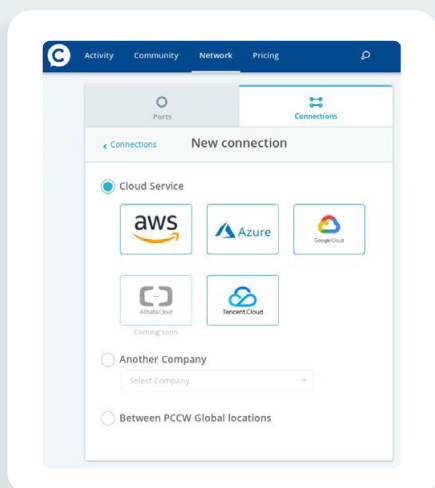 C
Activity Community Network Pricing
Ports
Connections
Connections
New connection
Cloud Service
aws
Azure
Google Cloud
Alibaba Cloud
Tencent Cloud
Coming soon
Another Company
Select Company
Between PCCW Global locations